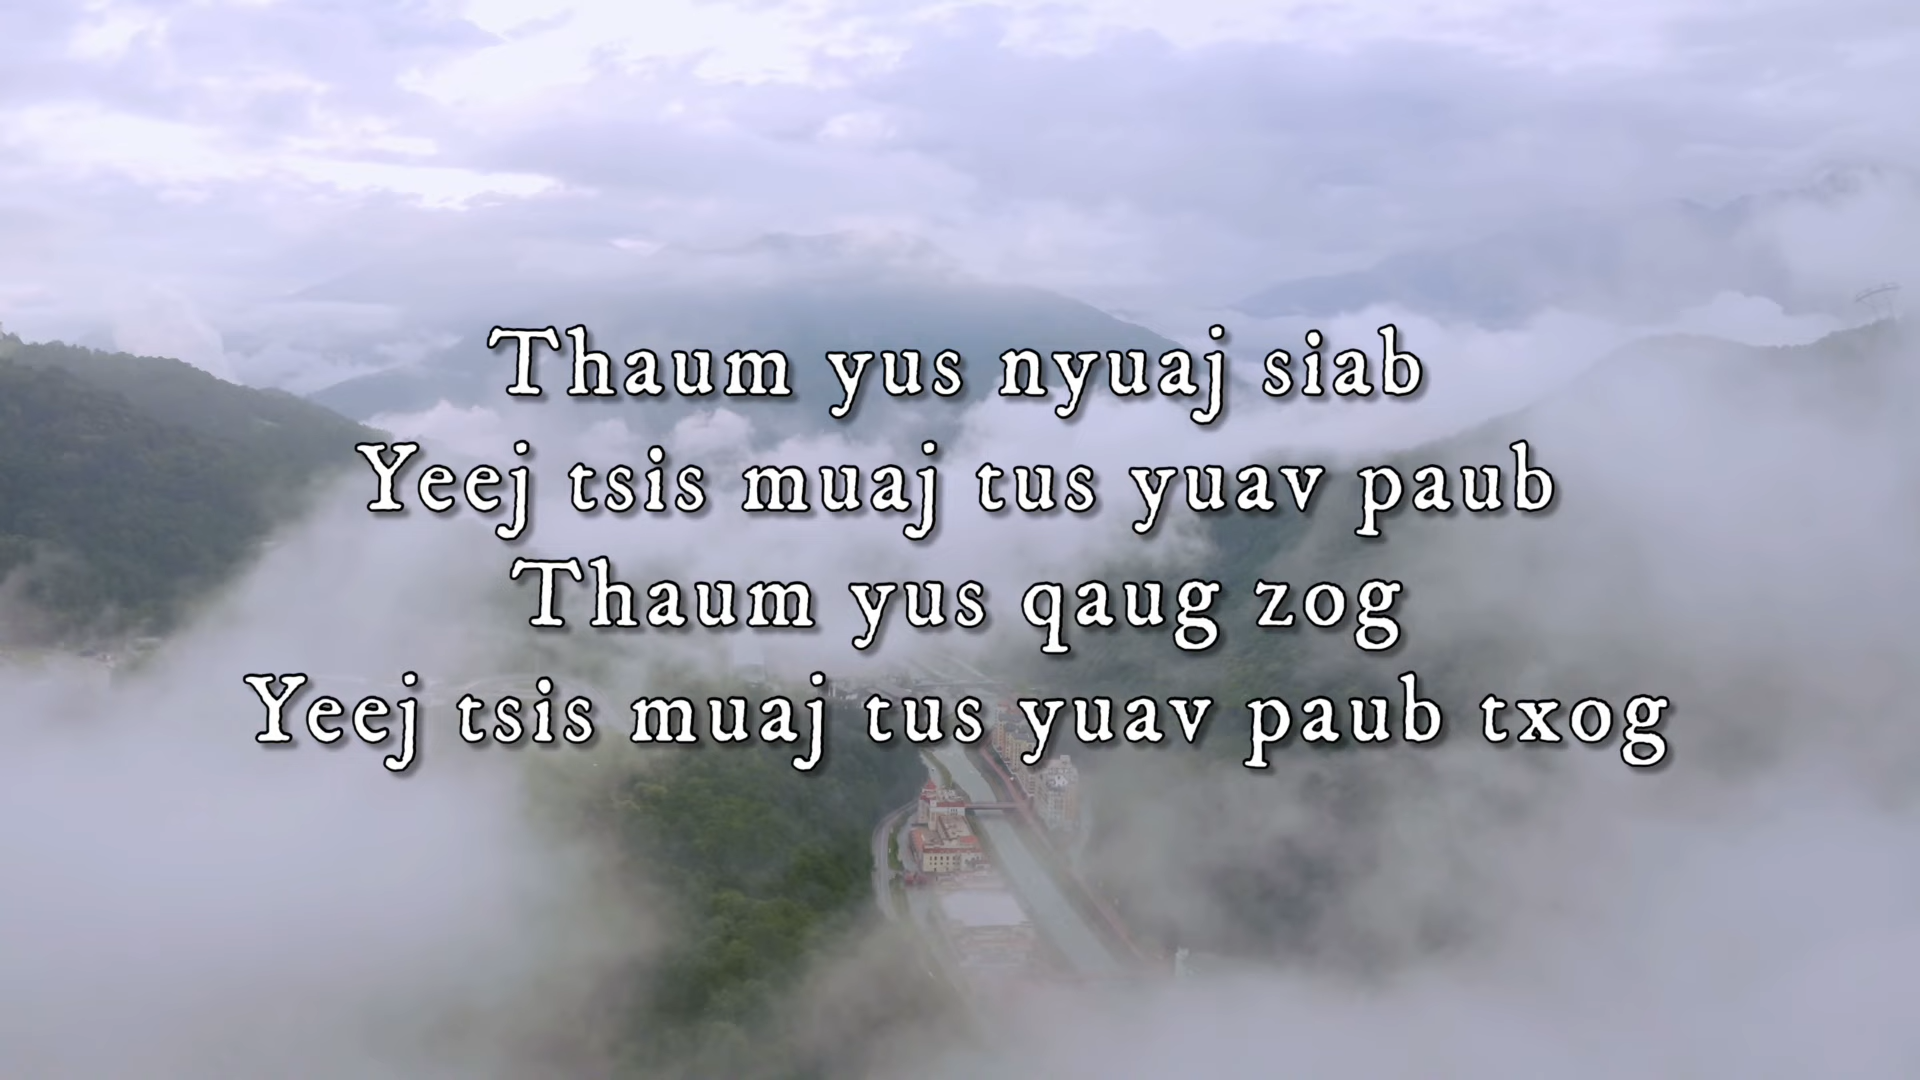 Thaum yus nyuaj siab
Yeej tsis muaj tus yuav paub
Thaum yus qaug zog
Yeej tsis muaj tus yuav paub txog